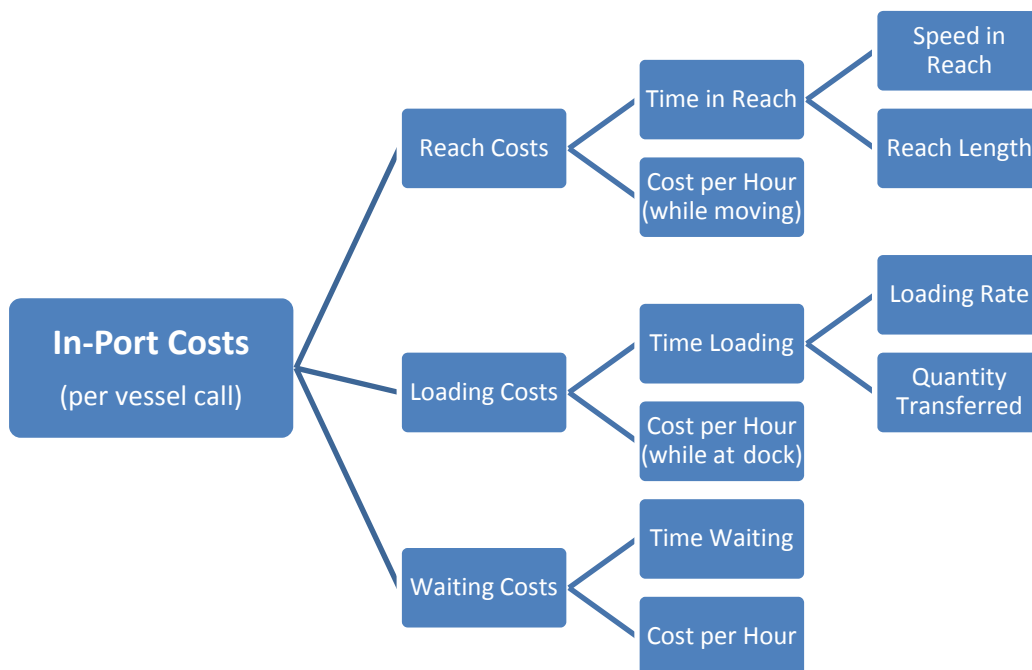 In-Port Costs
(per vessel call)
Reach Costs
Time in Reach
Speed in
Reach
Reach Length
Cost per Hour
(while moving)
Loading Costs
Time Loading
Loading Rate
Quantity
Transferred
Cost per Hour
(while at dock)
Waiting Costs
Time Waiting
Cost per Hour